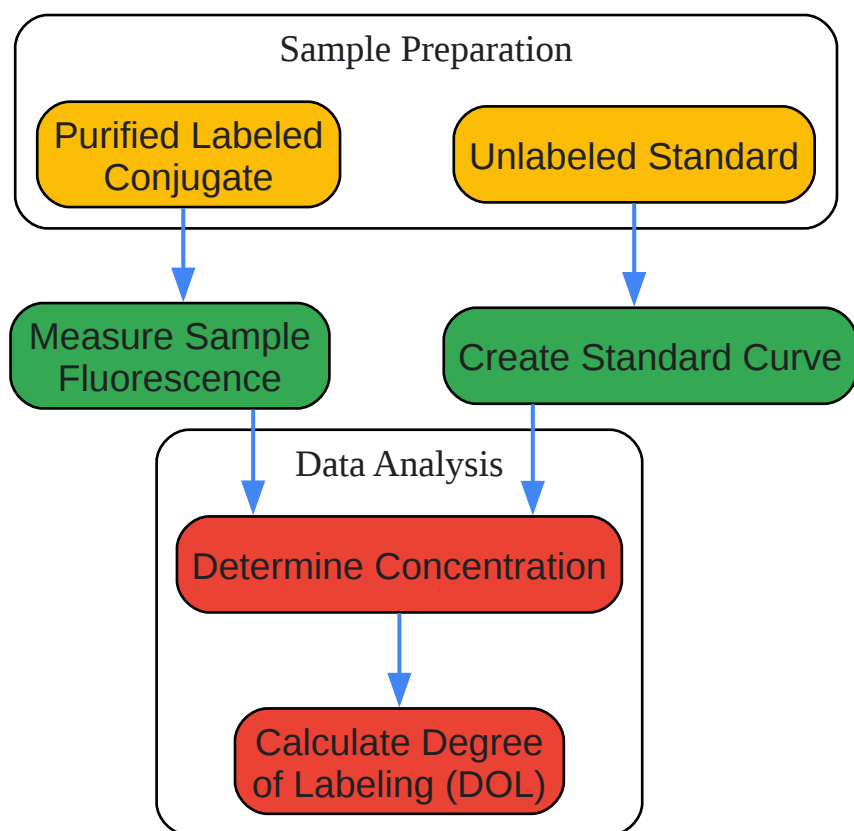 Sample Preparation
Purified Labeled
Conjugate
Unlabeled Standard
Measure Sample
Fluorescence
Create Standard Curve
Data Analysis
Determine Concentration
Calculate Degree
of Labeling (DOL)